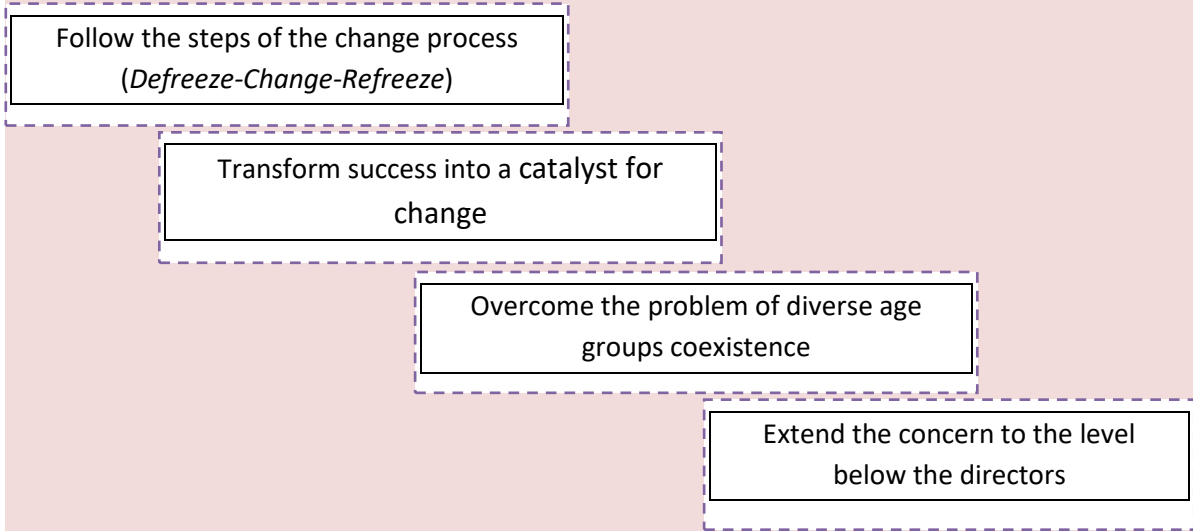 Follow the steps of the change process
(Defreeze-Change-Refreeze)
Transform success into a catalyst for
change
Overcome the problem of diverse age
groups coexistence
Extend the concern to the level
below the directors